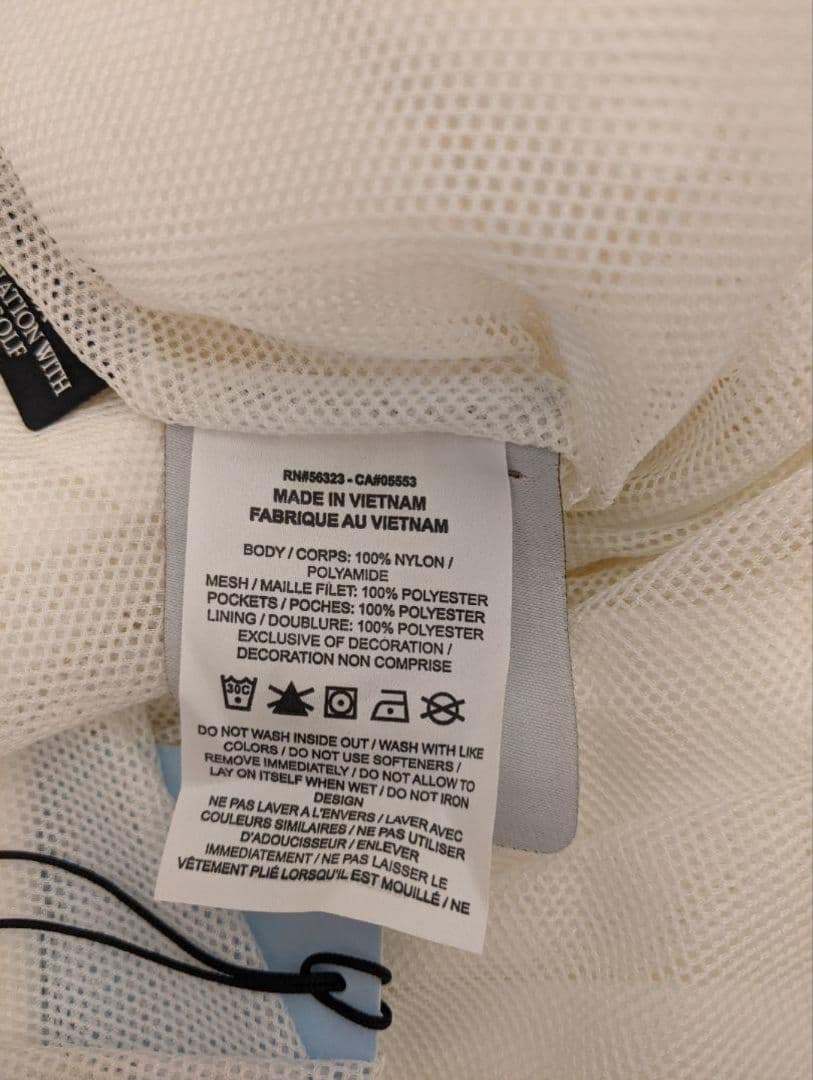 WITH
OLF
RN#56323 - CA#05553
MADE IN VIETNAM
FABRIQUE AU VIETNAM
BODY / CORPS: 100% NYLON /
POLYAMIDE
MESH / MAILLE FILET: 100% POLYESTER
POCKETS / POCHES: 100% POLYESTER
LINING / DOUBLURE: 100% POLYESTER
EXCLUSIVE OF DECORATION /
DECORATION NON COMPRISE
30C
DO NOT WASH INSIDE OUT / WASH WITH LIKE
COLORS / DO NOT USE SOFTENERS /
REMOVE IMMEDIATELY / DO NOT ALLOW TO
LAY ON ITSELF WHEN WET / DO NOT IRON
DESIGN
NE PAS LAVER A L'ENVERS / LAVER AVEC
COULEURS SIMILAIRES / NE PAS UTILISER
D'ADOUCISSEUR / ENLEVER
IMMEDIATEMENT / NE PAS LAISSER LE
VÊTEMENT PLIÉ LORSQU'IL EST MOUILLÉ / NE